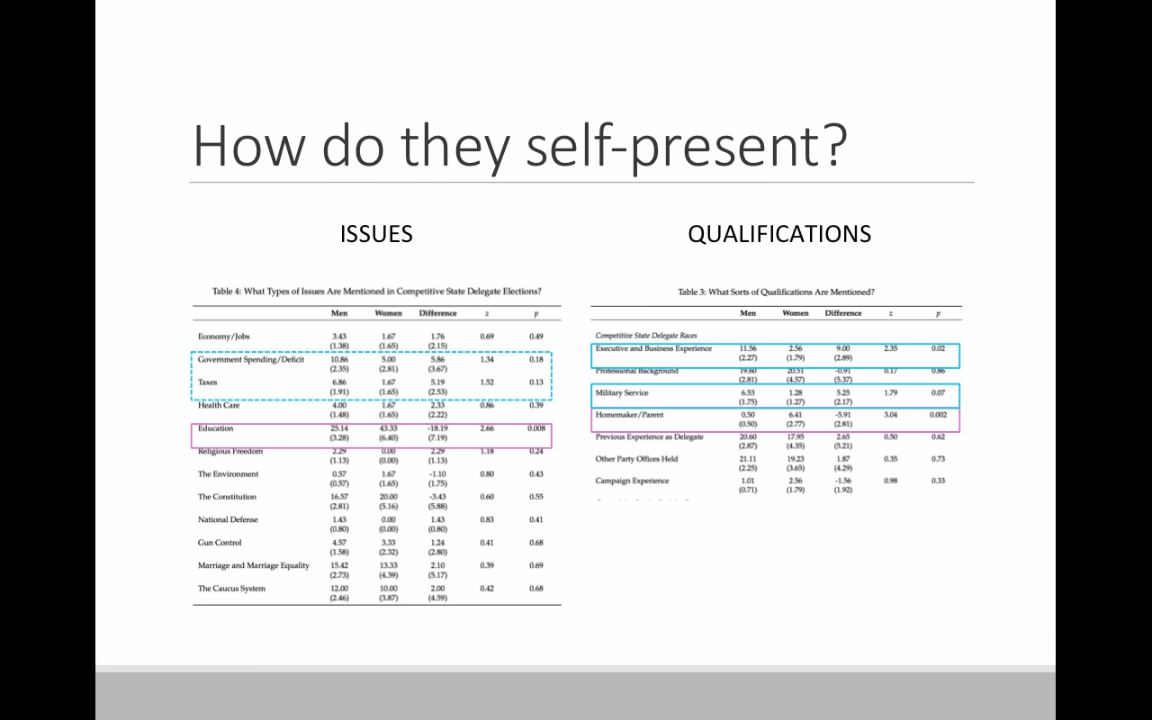 How do they self-present?
ISSUES
Table 4: What Types of Issues Are Mentioned in Competitive State Delegate Elections?
Men Women Difference z p
Economy/Jobs 3.43 1.67 1.76 0.69 0.49
(1.38) (1.65) (2.15)
Government Spending/Deficit 10.86 5.00 5.86 1.34 0.18
(2.35) (2.81) (3.67)
Taxes 6.86 1.67 5.19 1.52 0.13
(1.91) (1.65) (2.53)
Health Care 4.00 1.67 2.33 0.86 0.39
(1.48) (1.65) (2.22)
Education 25.14 43.33 -18.19 2.66 0.008
(3.28) (6.40) (7.19)
Religious Freedom 2.29 0.00 2.29 1.18 0.24
(1.13) (0.00) (1.13)
The Environment 0.57 1.67 -1.10 0.80 0.43
(0.57) (1.65) (1.75)
The Constitution 16.57 20.00 -3.43 0.60 0.55
(2.81) (5.16) (5.88)
National Defense 1.43 0.00 1.43 0.83 0.41
(0.80) (0.00) (0.80)
Gun Control 4.57 3.33 1.24 0.41 0.68
(1.58) (2.32) (2.80)
Marriage and Marriage Equality 15.42 13.33 2.10 0.39 0.69
(2.73) (4.39) (5.17)
The Caucus System 12.00 10.00 2.00 0.42 0.68
(2.46) (3.87) (4.59)
QUALIFICATIONS
Table 3: What Sorts of Qualifications Are Mentioned?
Men Women Difference z p
Competitive State Delegate Races
Executive and Business Experience 11.56 2.56 9.00 2.35 0.02
(2.27) (1.79) (2.89)
Professional Background 19.60 20.51 -0.91 0.17 0.86
(2.81) (4.57) (5.37)
Military Service 6.53 1.28 5.25 1.79 0.07
(1.75) (1.27) (2.17)
Homemaker/Parent 0.50 6.41 -5.91 3.04 0.002
(0.50) (2.77) (2.81)
Previous Experience as Delegate 20.60 17.95 2.65 0.50 0.62
(2.87) (4.35) (5.21)
Other Party Offices Held 21.11 19.23 1.87 0.35 0.73
(2.25) (3.65) (4.29)
Campaign Experience 1.01 2.56 -1.56 0.98 0.33
(0.71) (1.79) (1.92)